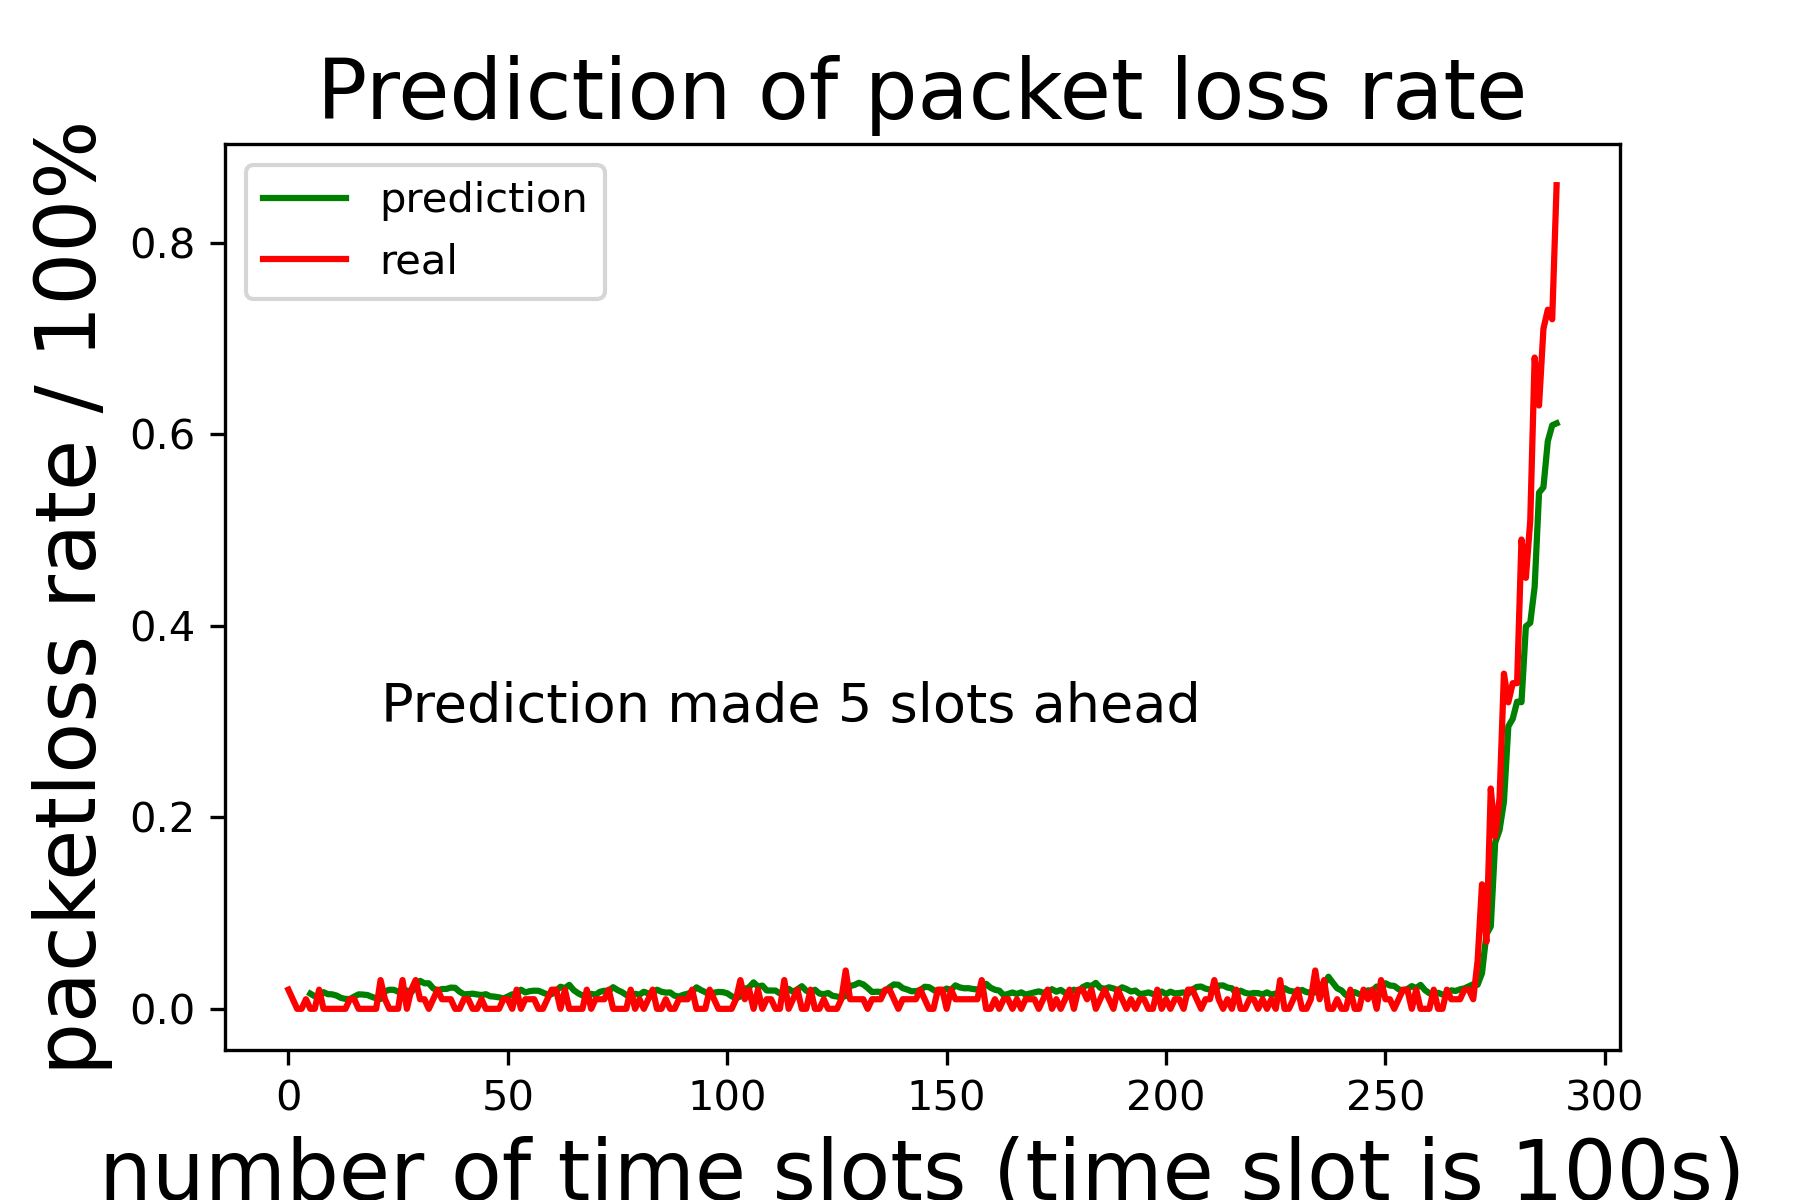 Prediction of packet loss rate
packetloss rate / 100%
prediction
real
0.8
0.6
0.4
0.2
0.0
Prediction made 5 slots ahead
0 50 100 150 200 250 300
number of time slots (time slot is 100s)